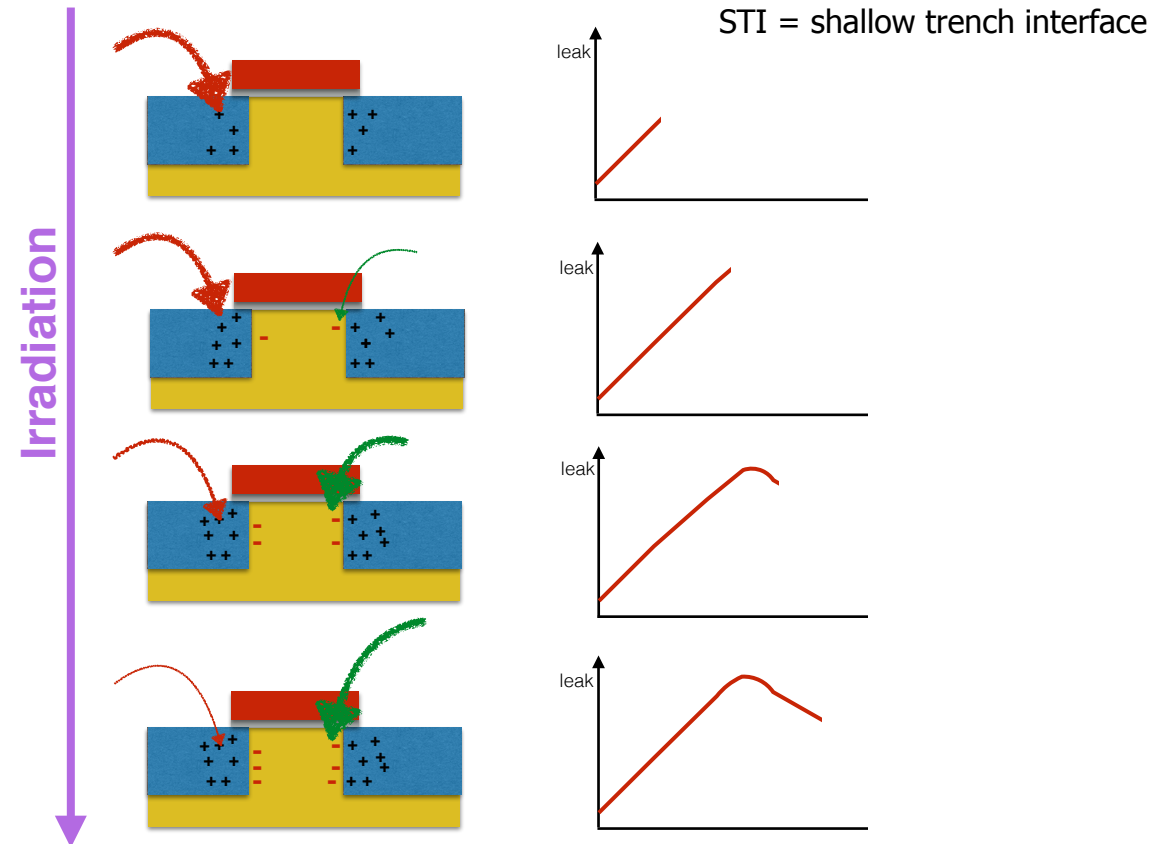 STI = shallow trench interface
Irradiation
leak
leak
leak
leak